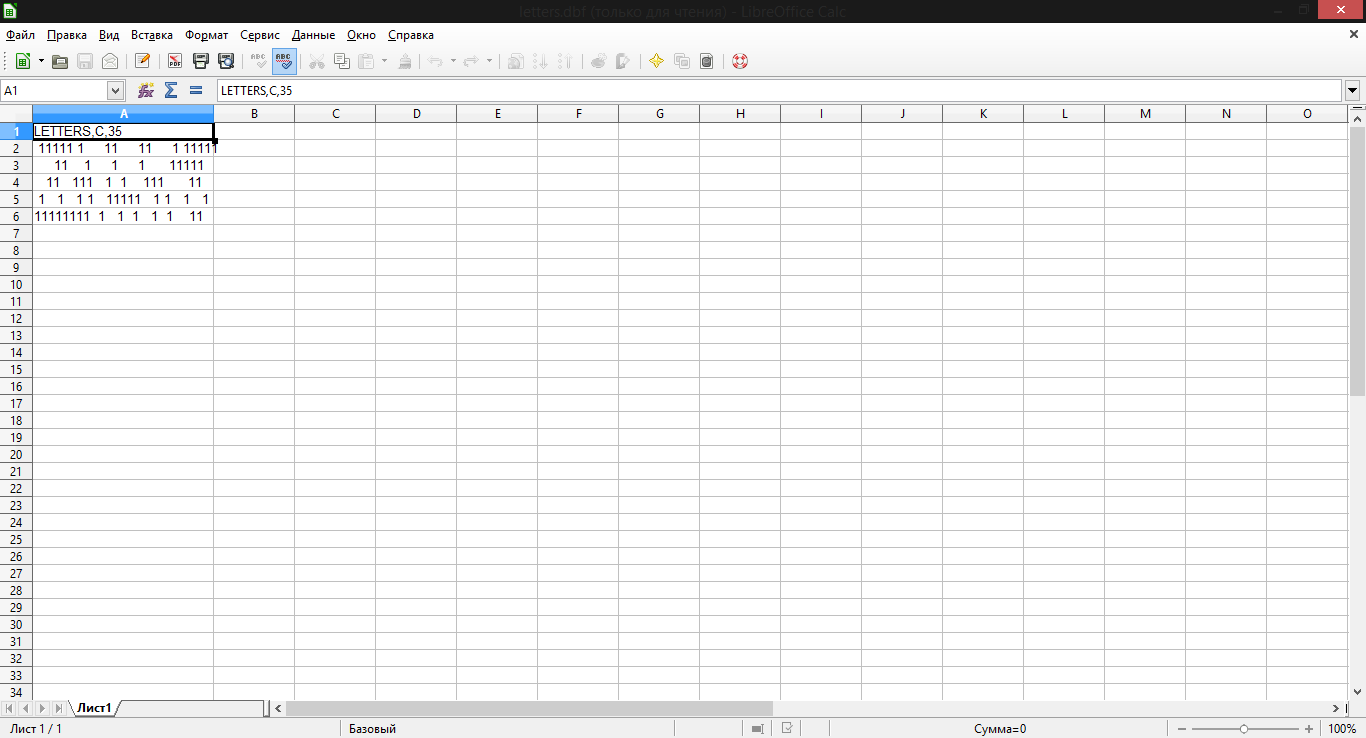 letters.dbf (только для чтения) - LibreOffice Calc
Файл Правка Вид Вставка Формат Сервис Данные Окно Справка
A1 LETTERS,C,35
A B C D E F G H I J K L M N O
1 LETTERS,C,35
2 11111 1 11 11 1 11111
3 11 1 1 1 11111
4 11 111 1 1 111 11
5 1 1 1 1 11111 1 1 1 1
6 11111111 1 1 1 1 1 11
7
8
9
10
11
12
13
14
15
16
17
18
19
20
21
22
23
24
25
26
27
28
29
30
31
32
33
34
Лист1
Лист 1 / 1 Базовый Сумма=0 100%